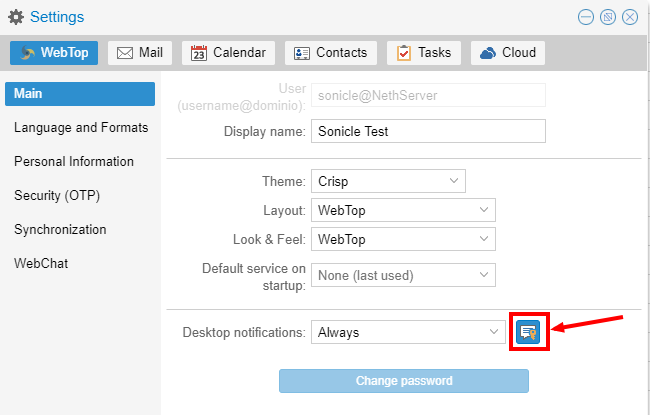 Settings
WebTop Mail Calendar Contacts Tasks Cloud
23
Main
Language and Formats
Personal Information
Security (OTP)
Synchronization
WebChat
User
(username@dominio): sonicle@NethServer
Display name: Sonicle Test
Theme: Crisp
Layout: WebTop
Look & Feel: WebTop
Default service on
startup: None (last used)
Desktop notifications: Always
Change password